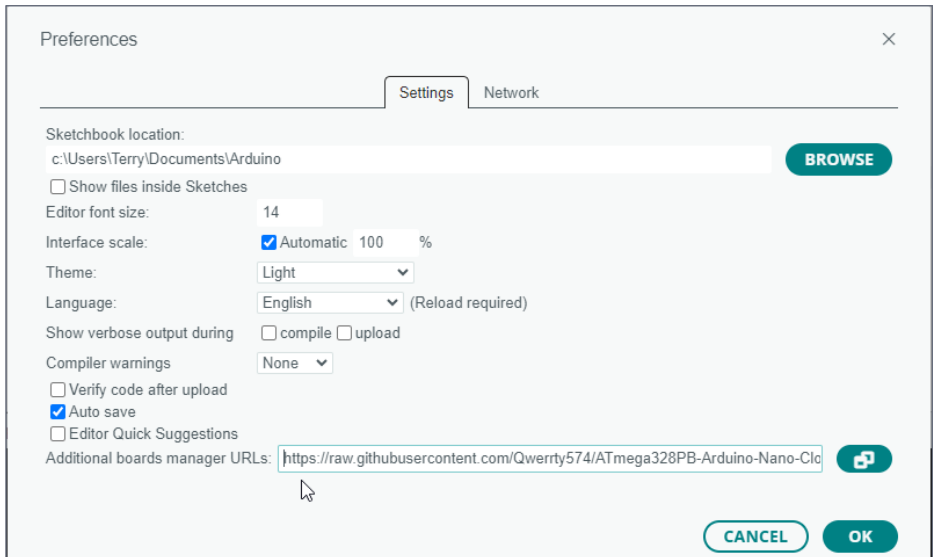 Preferences
Settings Network
Sketchbook location:
c:\Users\Terry\Documents\Arduino BROWSE
Show files inside Sketches
Editor font size: 14
Interface scale: Automatic 100 %
Theme: Light
Language: English (Reload required)
Show verbose output during compile upload
Compiler warnings None
Verify code after upload
Auto save
Editor Quick Suggestions
Additional boards manager URLs: https://raw.githubusercontent.com/Qwerrty574/ATmega328PB-Arduino-Nano-Clo
CANCEL OK